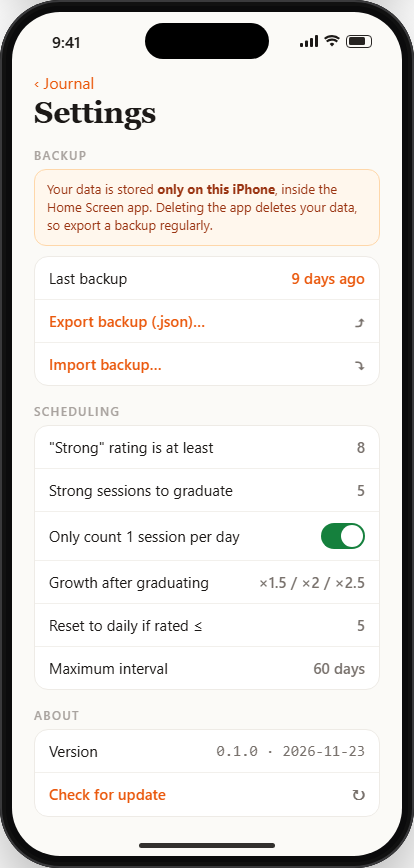 9:41
‹ Journal
Settings
BACKUP
Your data is stored only on this iPhone, inside the
Home Screen app. Deleting the app deletes your data,
so export a backup regularly.
Last backup 9 days ago
Export backup (.json)...
Import backup...
SCHEDULING
"Strong" rating is at least 8
Strong sessions to graduate 5
Only count 1 session per day
Growth after graduating ×1.5 / ×2 / ×2.5
Reset to daily if rated ≤ 5
Maximum interval 60 days
ABOUT
Version 0.1.0 · 2026-11-23
Check for update